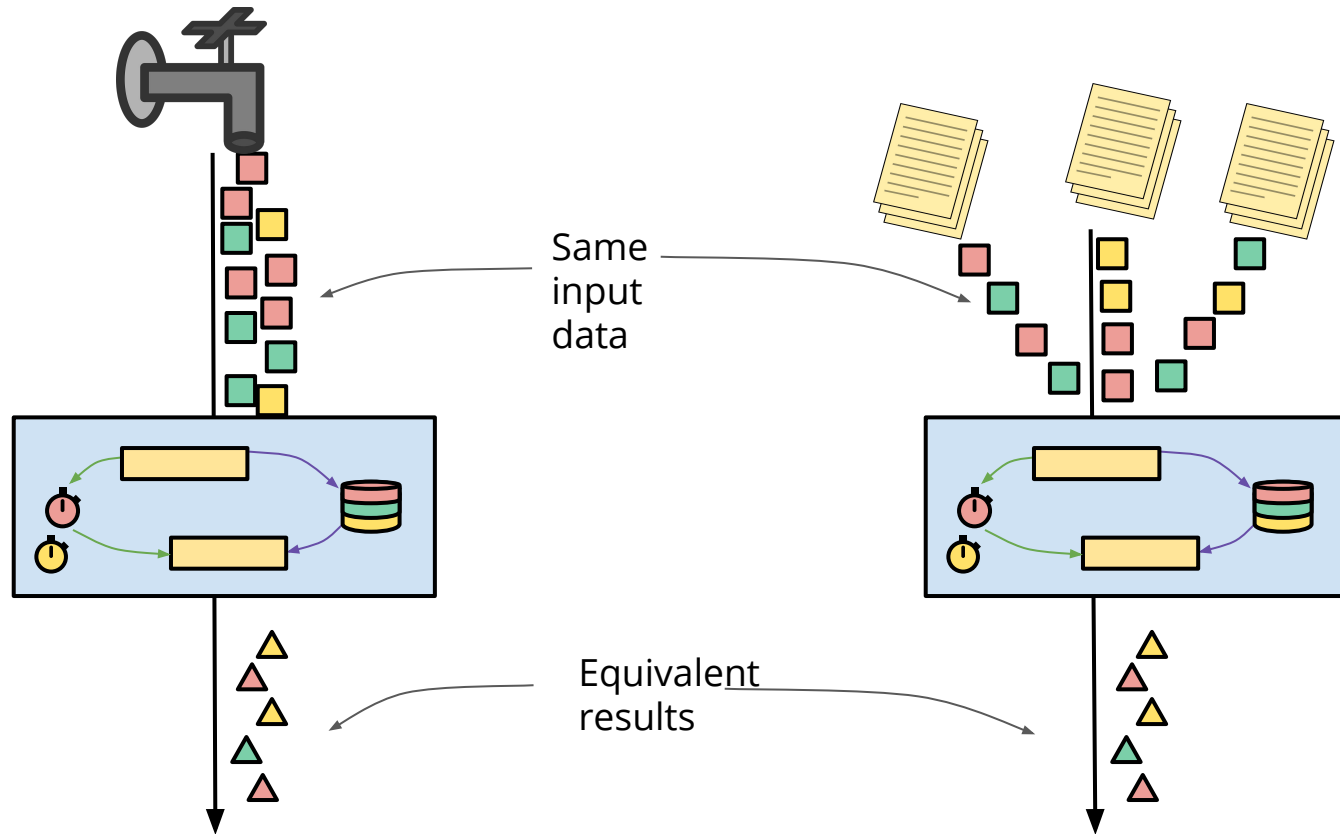 Same
input
data
Equivalent
results